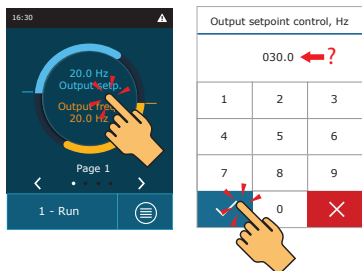 16:30
20.0 Hz
Output setp.
Output freq.
20.0 Hz
Page 1
1 - Run
Output setpoint control, Hz
030.0 ?
1 2 3
4 5 6
7 8 9
0